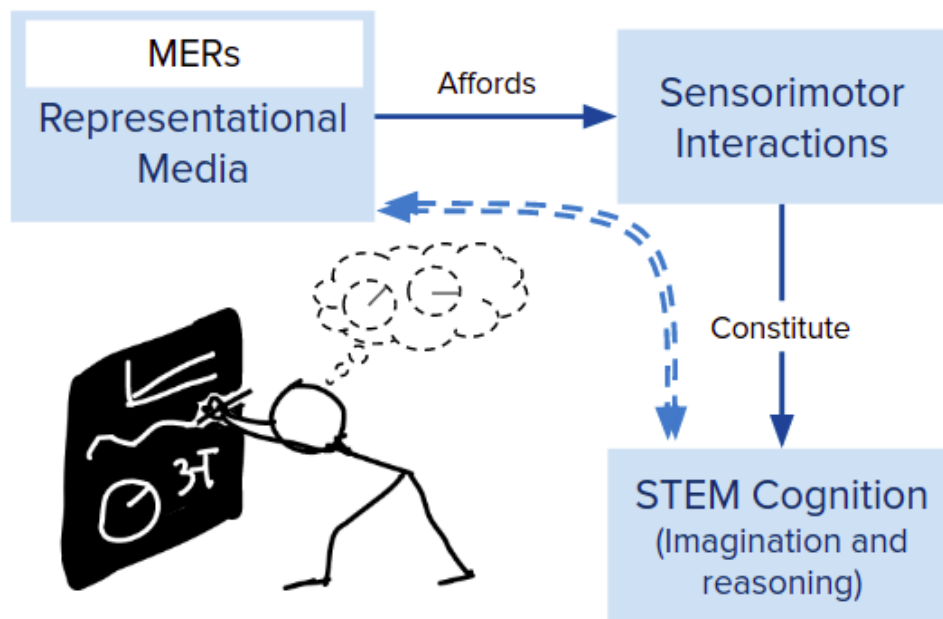 MERs
Representational
Media
Affords
Sensorimotor
Interactions
Constitute
STEM Cognition
(Imagination and
reasoning)
अ